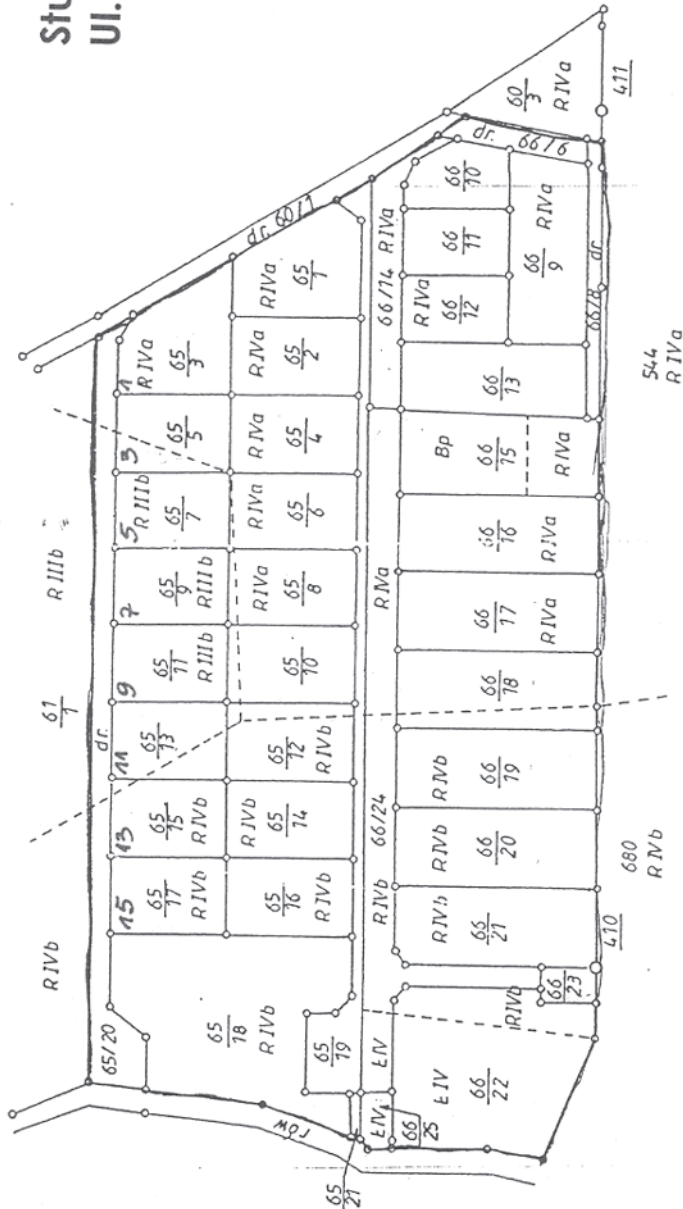 Stu
Ul.
R IVb
61/1
R IIIb
65/20
dr.
15
13
11
9
7
5
3
1
dr. 60/1
60/3
R IVa
411
65/18
R IVb
65/17
R IVb
65/15
R IVb
65/13
65/11
R IIIb
65/9
R IIIb
R IIIb
65/7
65/5
R IVa
65/3
65/19
65/16
R IVb
R IVb
65/14
65/12
R IVb
65/10
R IVa
65/8
R IVa
65/6
R IVa
65/4
R IVa
65/2
R IVa
65/1
rów
65/21
ŁIV
ŁIV
66/25
R IVb
66/24
R IVa
66/14
R IVa
ŁIV
66/22
R IVb
66/23
R IVb
66/21
R IVb
66/20
R IVb
66/19
66/18
66/17
R IVa
66/16
R IVa
Bp
66/15
R IVa
66/13
R IVa
66/12
66/11
66/10
66/9
R IVa
dr. 66/6
66/8 dr.
410
680
R IVb
544
R IVa